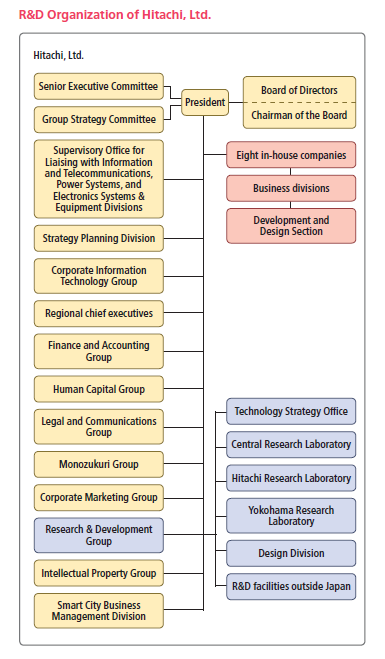 R&D Organization of Hitachi, Ltd.
Hitachi, Ltd.
Senior Executive Committee
Group Strategy Committee
President
Board of Directors
Chairman of the Board
Supervisory Office for
Liaising with Information
and Telecommunications,
Power Systems, and
Electronics Systems &
Equipment Divisions
Strategy Planning Division
Corporate Information
Technology Group
Regional chief executives
Finance and Accounting
Group
Human Capital Group
Legal and Communications
Group
Monozukuri Group
Corporate Marketing Group
Research & Development
Group
Intellectual Property Group
Smart City Business
Management Division
Eight in-house companies
Business divisions
Development and
Design Section
Technology Strategy Office
Central Research Laboratory
Hitachi Research Laboratory
Yokohama Research
Laboratory
Design Division
R&D facilities outside Japan